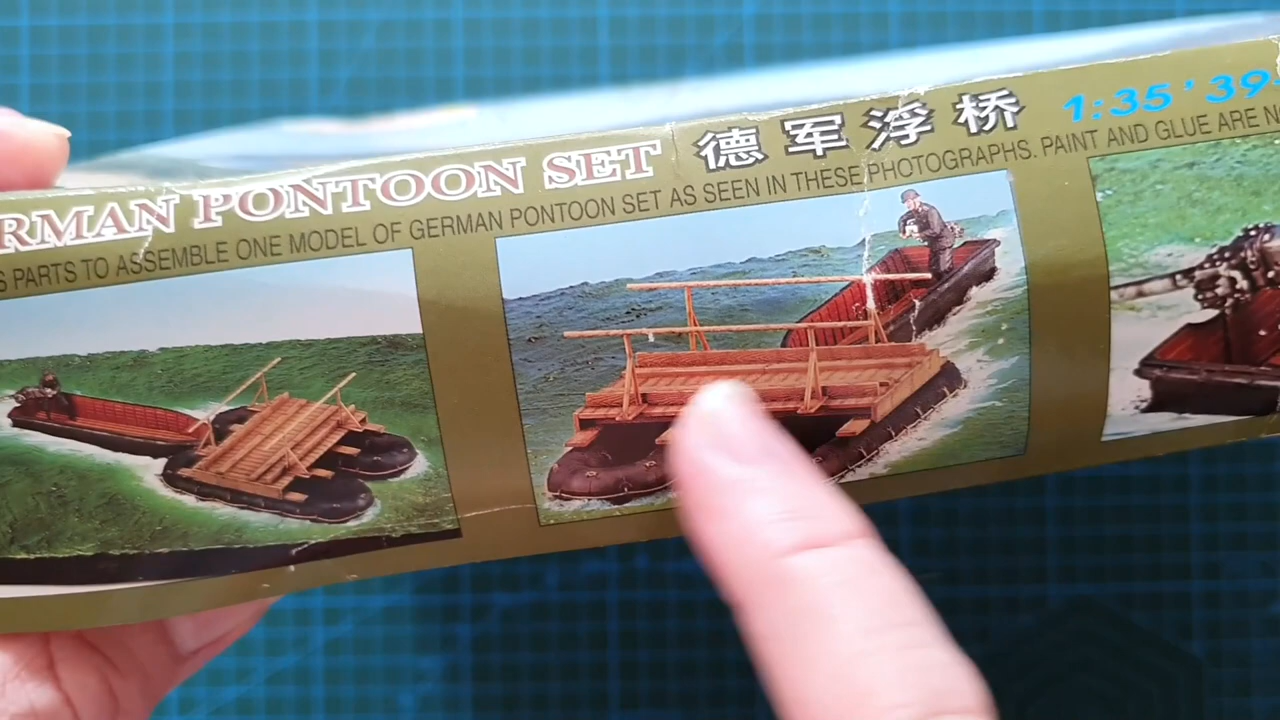 RMAN PONTOON SET 德军浮桥 1:35'39
S PARTS TO ASSEMBLE ONE MODEL OF GERMAN PONTOON SET AS SEEN IN THESE PHOTOGRAPHS. PAINT AND GLUE ARE N